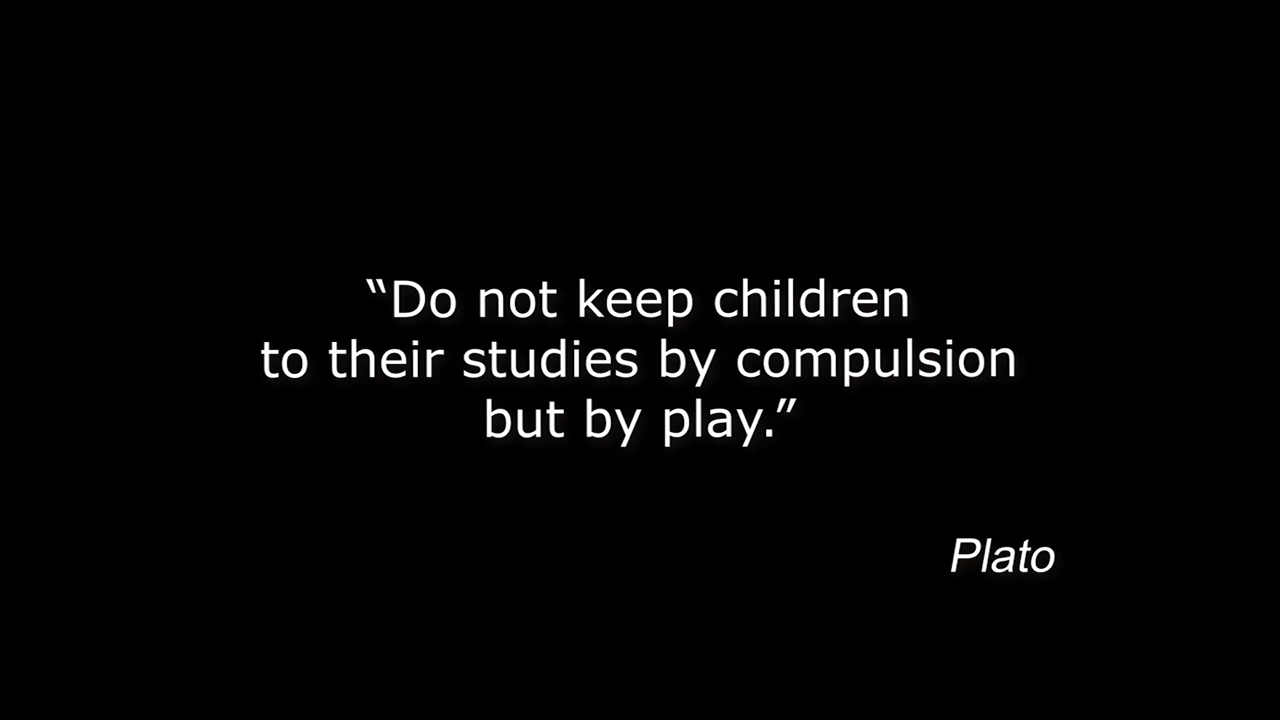 “Do not keep children
to their studies by compulsion
but by play.”
Plato